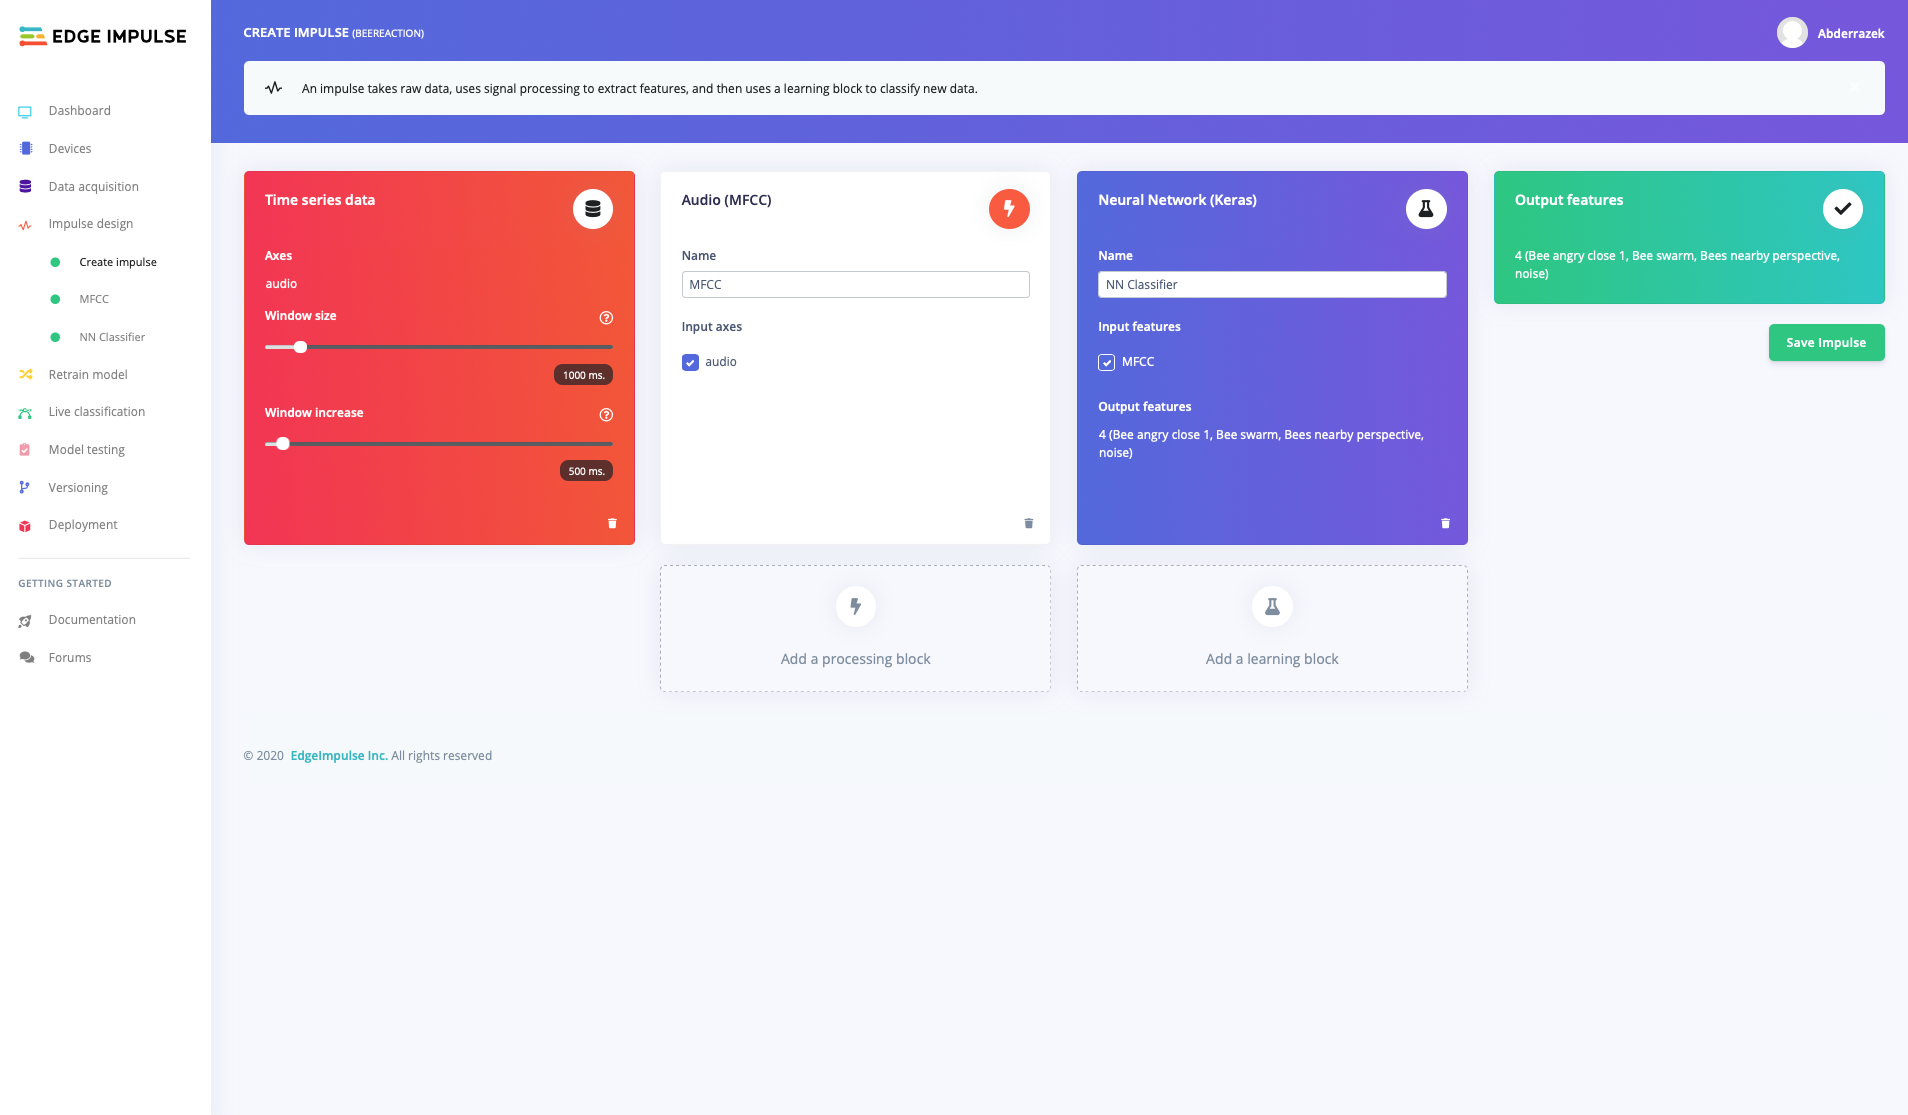 EDGE IMPULSE
Dashboard
Devices
Data acquisition
Impulse design
Create impulse
MFCC
NN Classifier
Retrain model
Live classification
Model testing
Versioning
Deployment
GETTING STARTED
Documentation
Forums
CREATE IMPULSE (BEEREACTION)
Abderrazek
An impulse takes raw data, uses signal processing to extract features, and then uses a learning block to classify new data.
Time series data
Axes
audio
Window size
1000 ms.
Window increase
500 ms.
Audio (MFCC)
Name
MFCC
Input axes
audio
Neural Network (Keras)
Name
NN Classifier
Input features
MFCC
Output features
4 (Bee angry close 1, Bee swarm, Bees nearby perspective,
noise)
Output features
4 (Bee angry close 1, Bee swarm, Bees nearby perspective,
noise)
Save Impulse
Add a processing block
Add a learning block
© 2020 EdgeImpulse Inc. All rights reserved